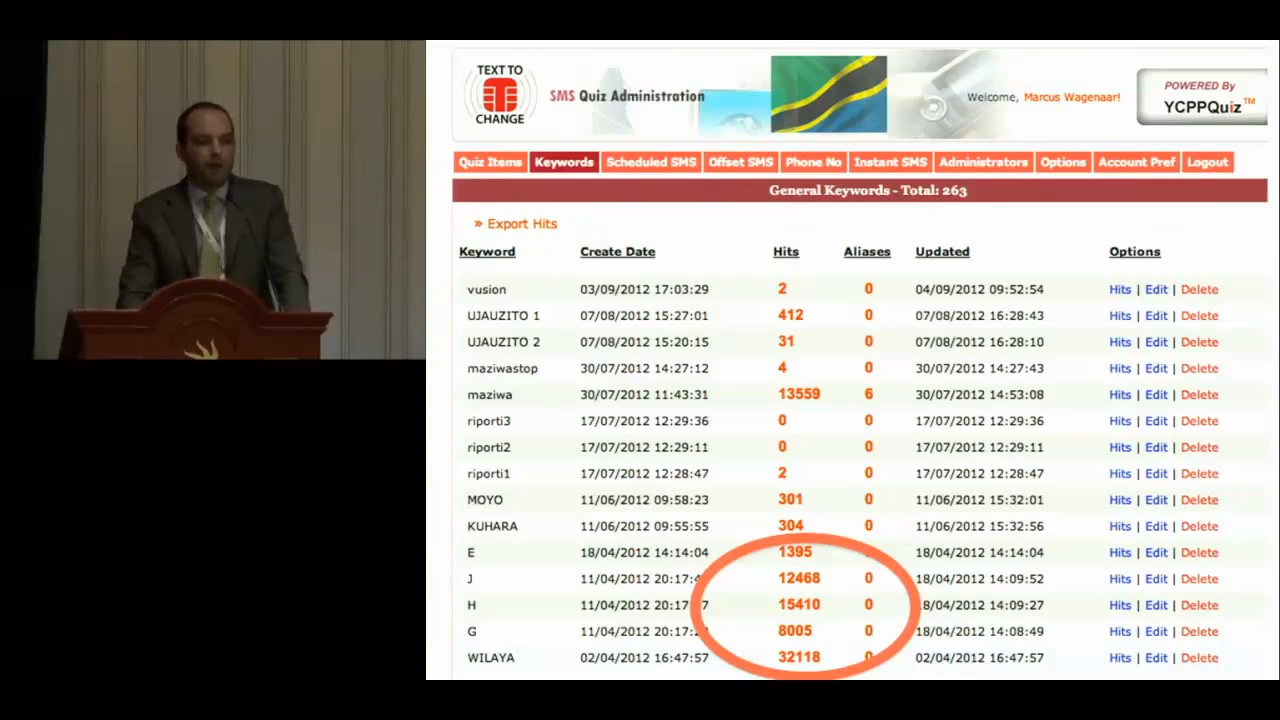 TEXT TO
CHANGE
SMS Quiz Administration
Welcome, Marcus Wagenaar!
POWERED By
YCPPQuiz™
Quiz Items Keywords Scheduled SMS Offset SMS Phone No Instant SMS Administrators Options Account Pref Logout
General Keywords - Total: 263
» Export Hits
Keyword Create Date Hits Aliases Updated Options
vusion 03/09/2012 17:03:29 2 0 04/09/2012 09:52:54 Hits | Edit | Delete
UJAUZITO 1 07/08/2012 15:27:01 412 0 07/08/2012 16:28:43 Hits | Edit | Delete
UJAUZITO 2 07/08/2012 15:20:15 31 0 07/08/2012 16:28:10 Hits | Edit | Delete
maziwastop 30/07/2012 14:27:12 4 0 30/07/2012 14:27:43 Hits | Edit | Delete
maziwa 30/07/2012 11:43:31 13559 6 30/07/2012 14:53:08 Hits | Edit | Delete
riporti3 17/07/2012 12:29:36 0 0 17/07/2012 12:29:36 Hits | Edit | Delete
riporti2 17/07/2012 12:29:11 0 0 17/07/2012 12:29:11 Hits | Edit | Delete
riporti1 17/07/2012 12:28:47 2 0 17/07/2012 12:28:47 Hits | Edit | Delete
MOYO 11/06/2012 09:58:23 301 0 11/06/2012 15:32:01 Hits | Edit | Delete
KUHARA 11/06/2012 09:55:55 304 0 11/06/2012 15:32:56 Hits | Edit | Delete
E 18/04/2012 14:14:04 1395 18/04/2012 14:14:04 Hits | Edit | Delete
J 11/04/2012 12468 0 18/04/2012 14:09:52 Hits | Edit | Delete
H 11/04/2012 15410 0 14:09:27 Hits | Edit | Delete
G 11/04/2012 8005 0 18/04/2012 14:08:49 Hits | Edit | Delete
WILAYA 02/04/2012 16:47:57 32118 0 02/04/2012 16:47:57 Hits | Edit | Delete